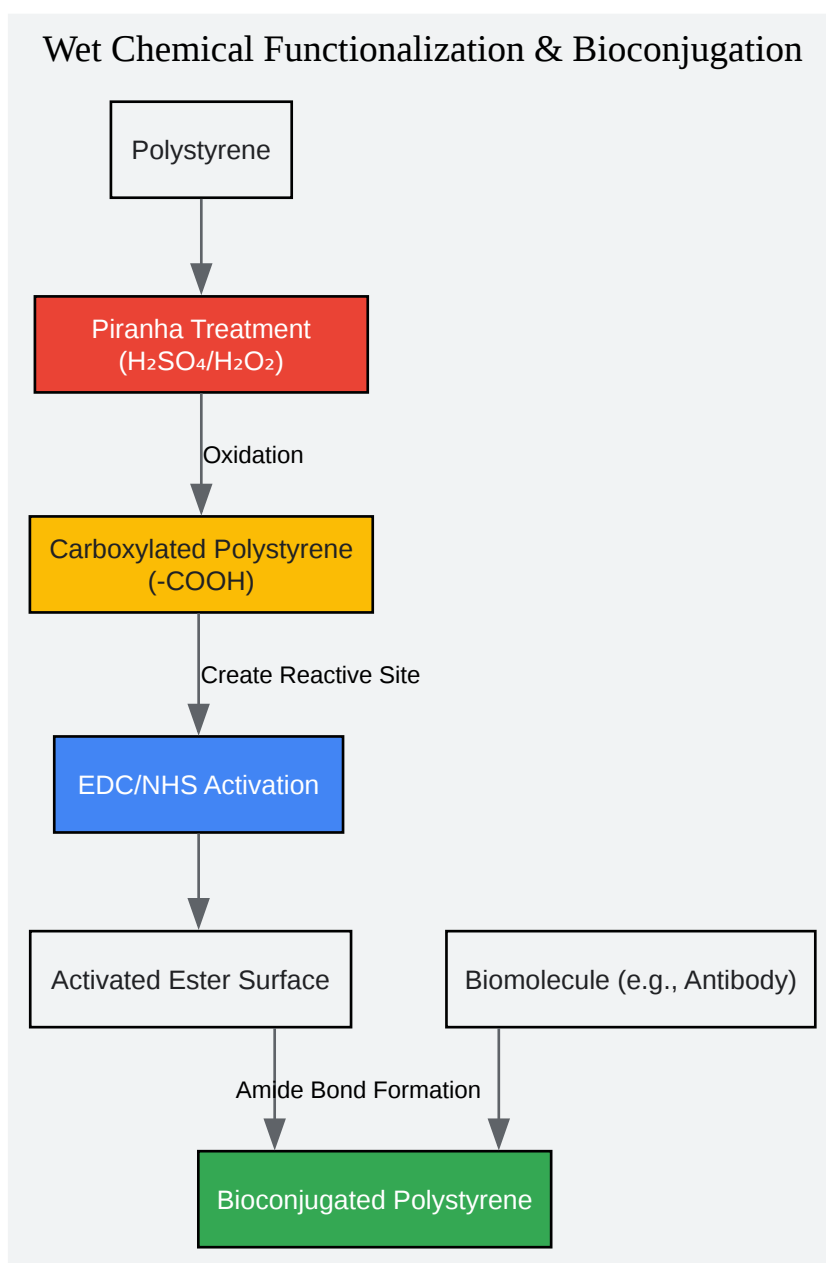 Wet Chemical Functionalization & Bioconjugation
Polystyrene
Piranha Treatment
(H₂SO₄/H₂O₂)
Oxidation
Carboxylated Polystyrene
(-COOH)
Create Reactive Site
EDC/NHS Activation
Activated Ester Surface
Biomolecule (e.g., Antibody)
Amide Bond Formation
Bioconjugated Polystyrene